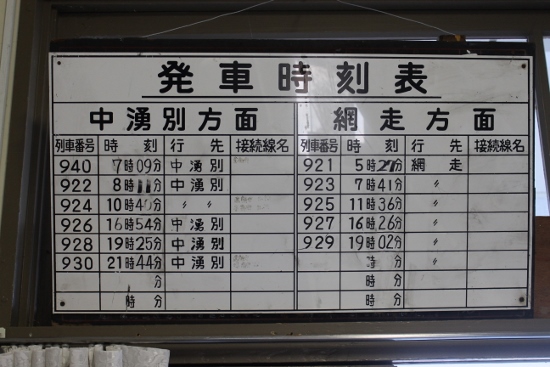 発車時刻表
中湧別方面 網走方面
列車番号 時刻 行先 接続線名 列車番号 時刻 行先 接続線名
940 7時09分 中湧別 921 5時27分 網走
922 8時11分 中湧別 923 7時41分 〃
924 10時40分 〃 〃 925 11時36分 〃
926 16時54分 中湧別 927 16時26分 〃
928 19時25分 中湧別 929 19時02分 〃
930 21時44分 中湧別 時 分
分 時 分
時 分 時 分